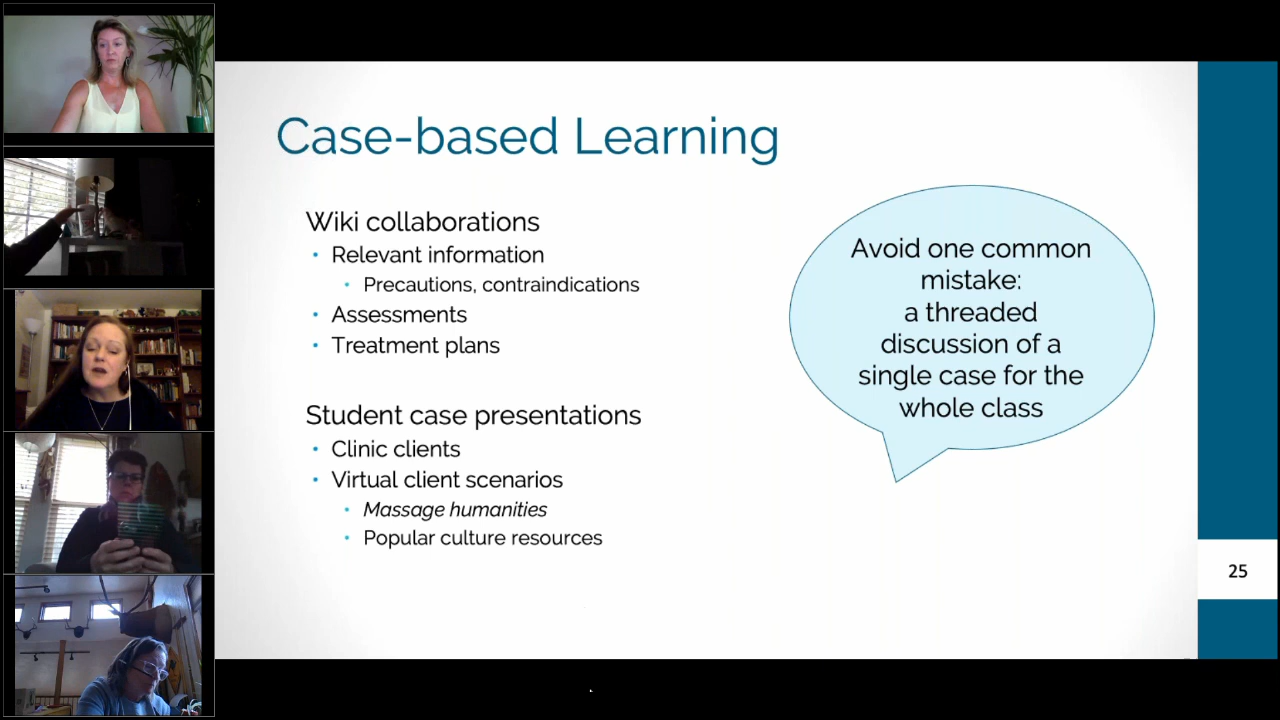 Case-based Learning
Wiki collaborations
• Relevant information
• Precautions, contraindications
• Assessments
• Treatment plans
Student case presentations
• Clinic clients
• Virtual client scenarios
• Massage humanities
• Popular culture resources
Avoid one common
mistake:
a threaded
discussion of a
single case for the
whole class
25